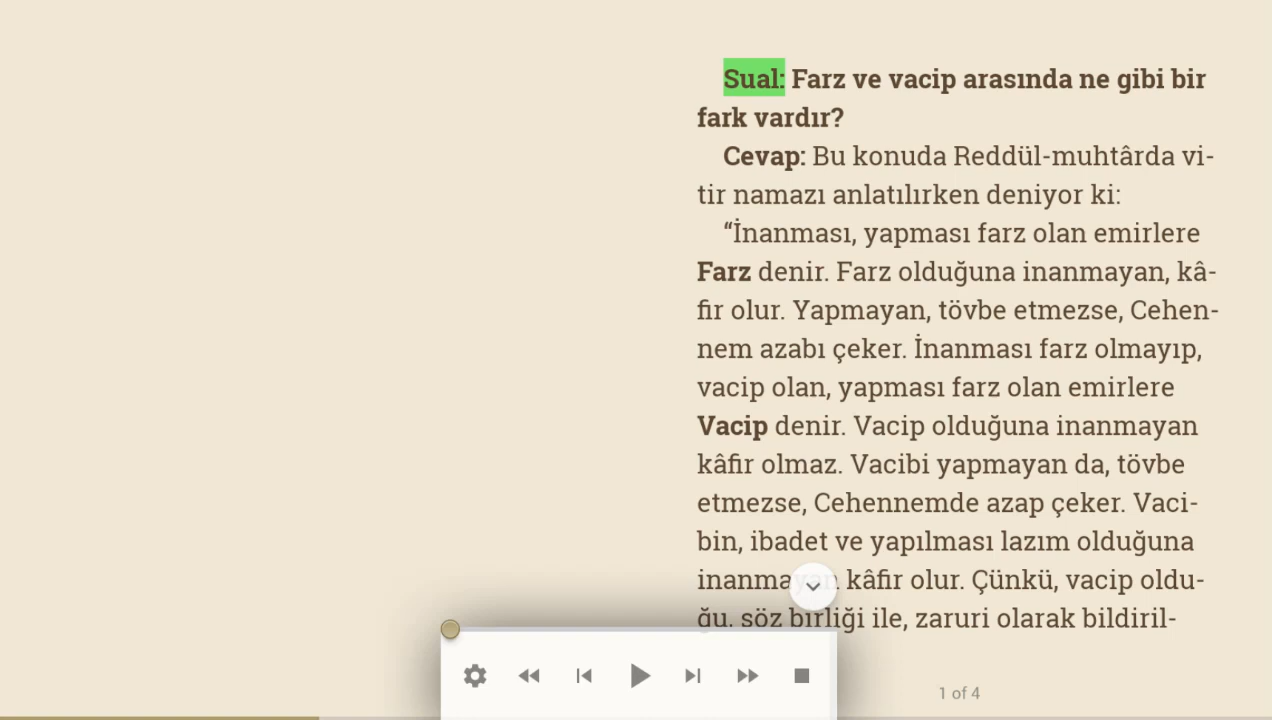 Sual: Farz ve vacip arasında ne gibi bir
fark vardır?
Cevap: Bu konuda Reddül-muhtârda vi-
tir namazı anlatılırken deniyor ki:
“İnanması, yapması farz olan emirlere
Farz denir. Farz olduğuna inanmayan, kâ-
fir olur. Yapmayan, tövbe etmezse, Cehen-
nem azabı çeker. İnanması farz olmayıp,
vacip olan, yapması farz olan emirlere
Vacip denir. Vacip olduğuna inanmayan
kâfir olmaz. Vacibi yapmayan da, tövbe
etmezse, Cehennemde azap çeker. Vaci-
bin, ibadet ve yapılması lazım olduğuna
inanmayan kâfir olur. Çünkü, vacip oldu-
ğu, söz birliği ile, zaruri olarak bildiril-
1 of 4